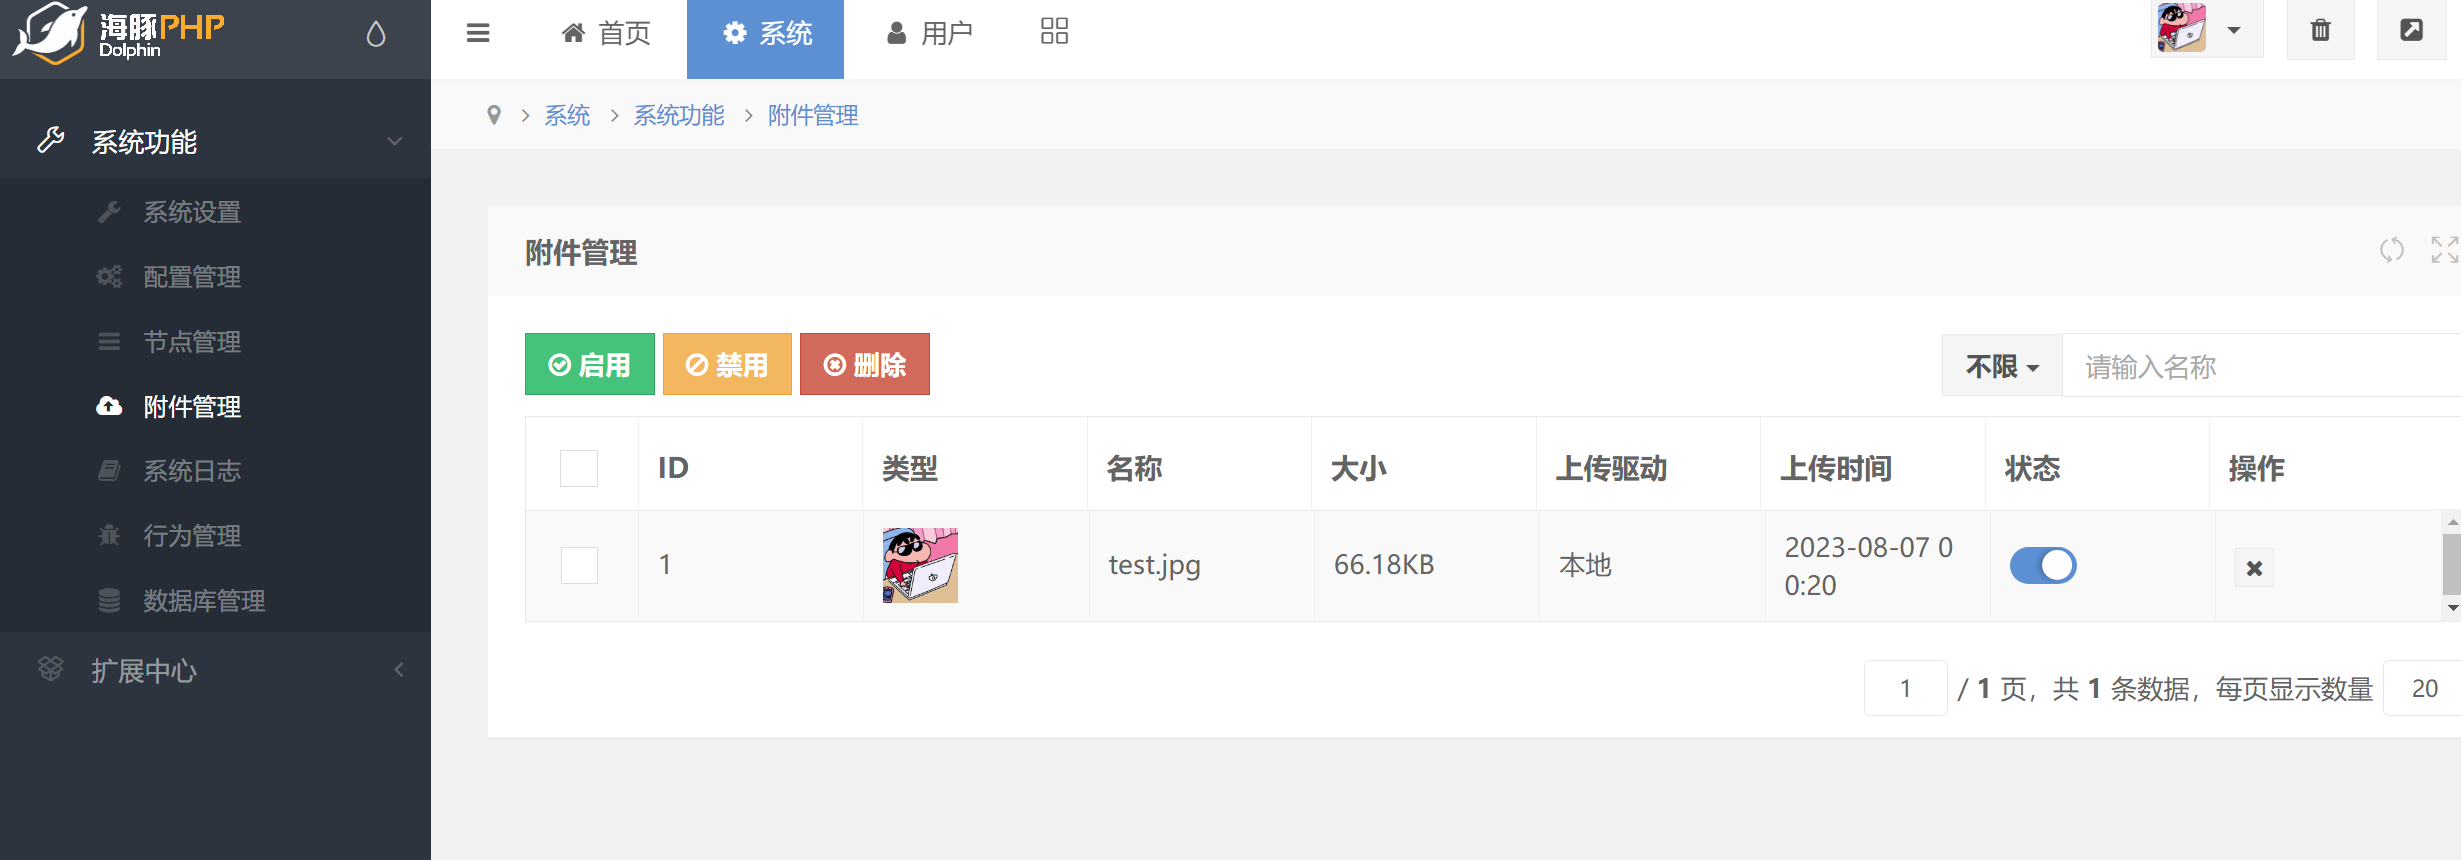 海豚PHP
Dolphin
首页
系统
用户
系统 系统功能 附件管理
系统功能
系统设置
配置管理
节点管理
附件管理
系统日志
行为管理
数据库管理
扩展中心
附件管理
启用
禁用
删除
不限
请输入名称
ID 类型 名称 大小 上传驱动 上传时间 状态 操作
1 test.jpg 66.18KB 本地 2023-08-07 0
0:20
1 / 1 页，共 1 条数据，每页显示数量 20